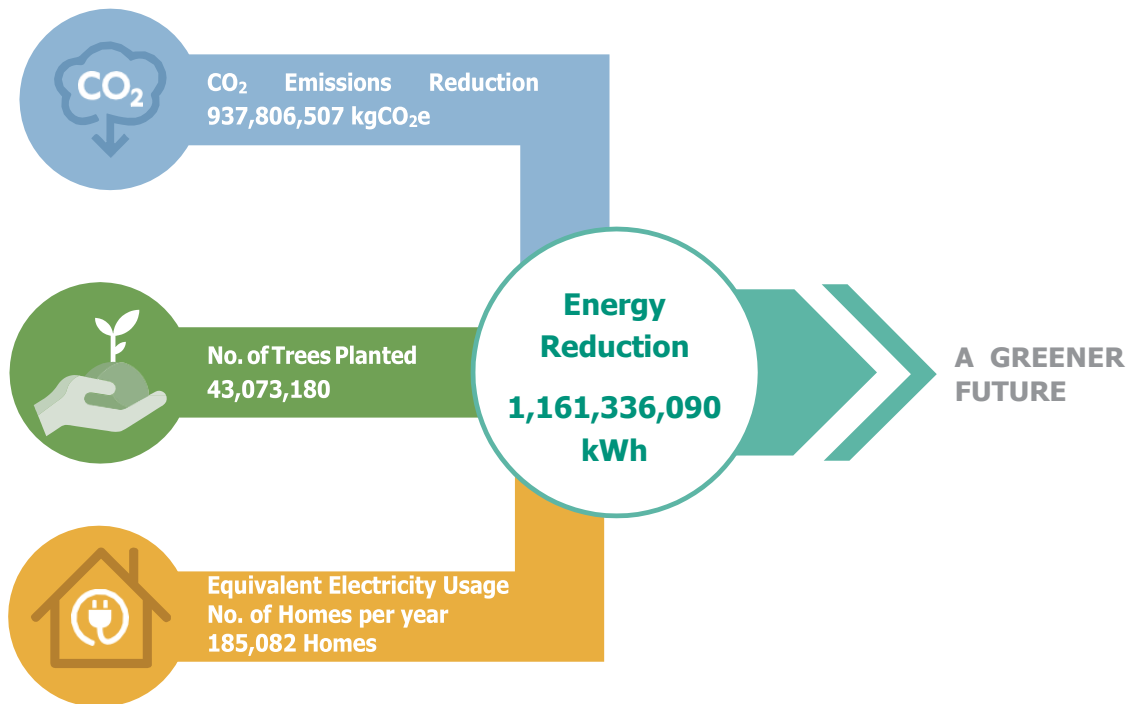 CO₂
CO₂ Emissions Reduction
937,806,507 kgCO₂e
No. of Trees Planted
43,073,180
Energy
Reduction
1,161,336,090
kWh
A GREENER
FUTURE
Equivalent Electricity Usage
No. of Homes per year
185,082 Homes